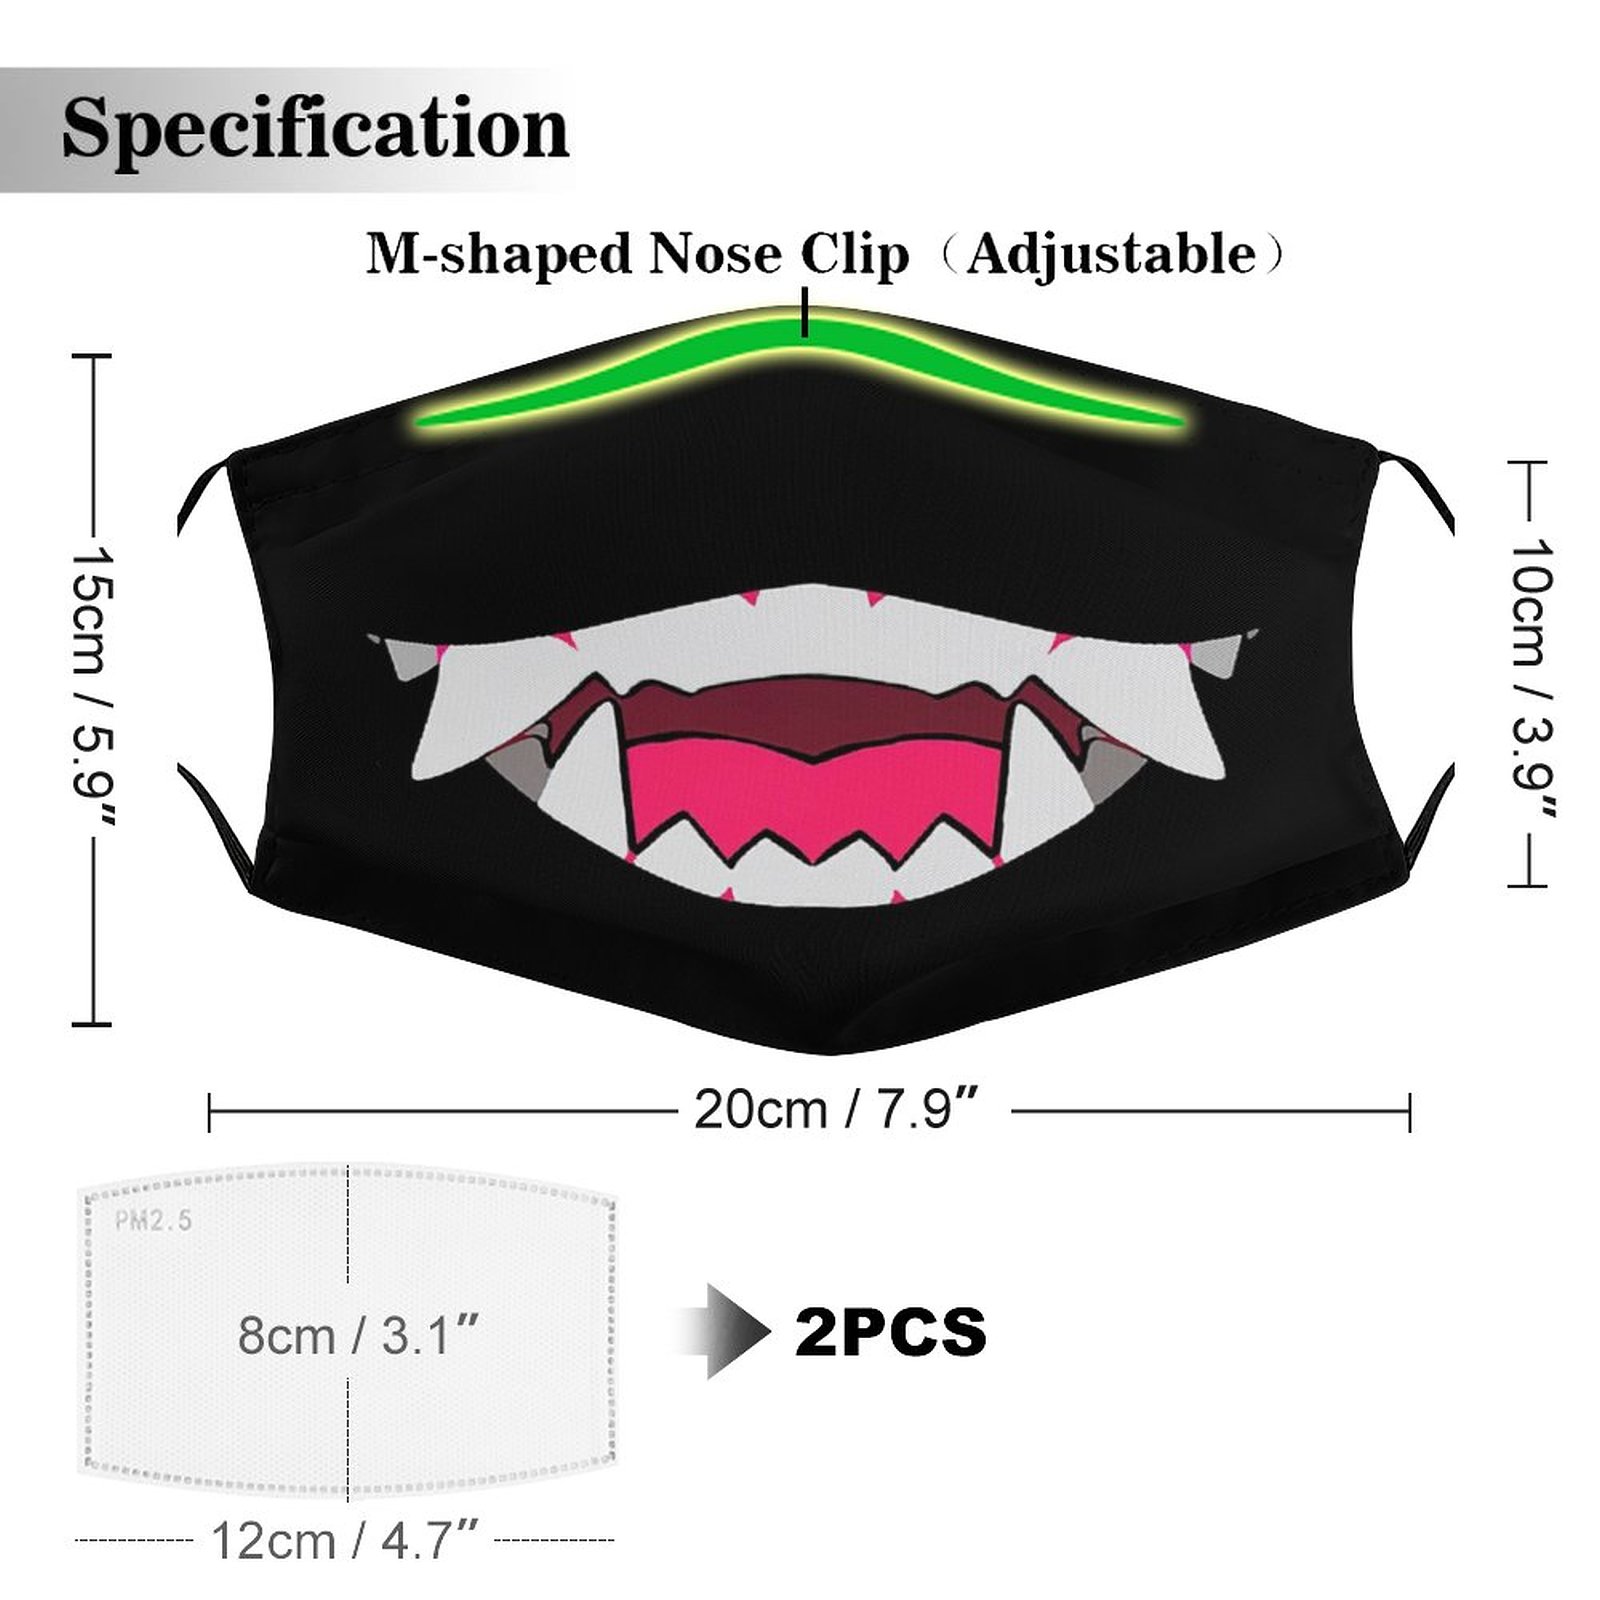 Specification
M-shaped Nose Clip（Adjustable）
15cm / 5.9″
10cm / 3.9″
20cm / 7.9″
PM2.5
8cm / 3.1″
2PCS
12cm / 4.7″